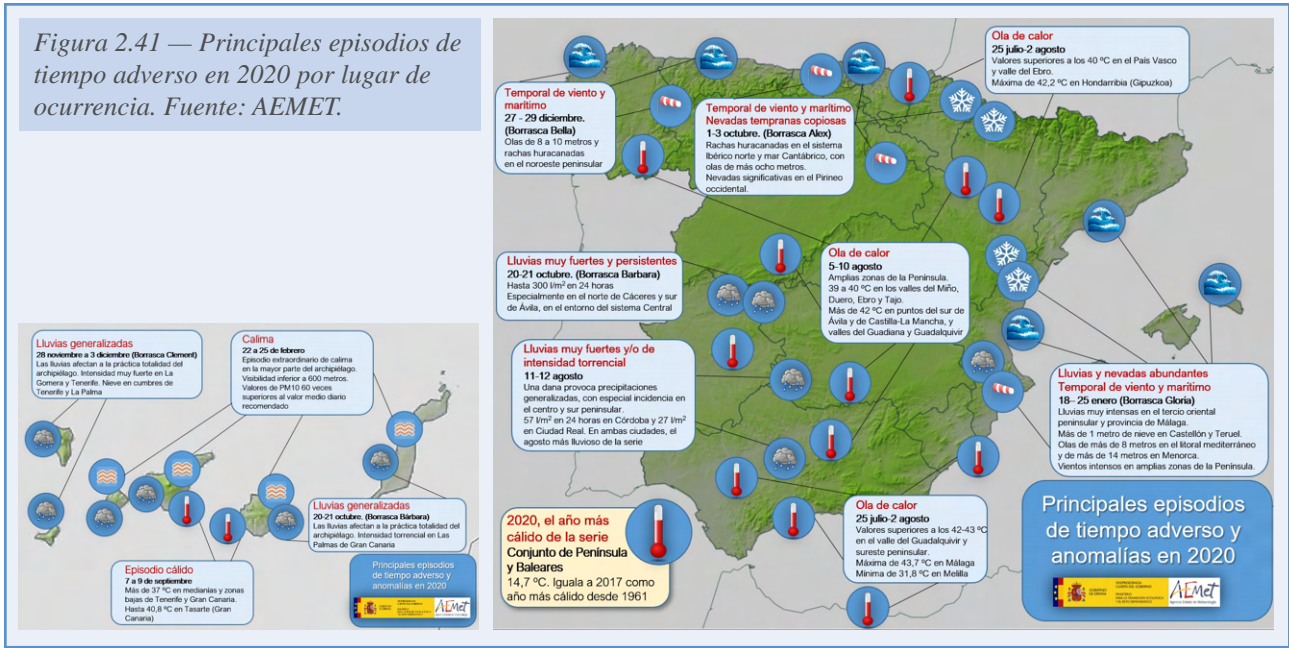 Figura 2.41 — Principales episodios de
tiempo adverso en 2020 por lugar de
ocurrencia. Fuente: AEMET.
Lluvias generalizadas
28 noviembre a 3 diciembre (Borrasca Clement)
Las lluvias afectan a la práctica totalidad del
archipiélago. Intensidad muy fuerte en La
Gomera y Tenerife. Nieve en cumbres de
Tenerife y La Palma
Calima
22 a 25 de febrero
Episodio extraordinario de calima
en la mayor parte del archipiélago.
Visibilidad inferior a 600 metros.
Valores de PM10 60 veces
superiores al valor medio diario
recomendado
Lluvias generalizadas
20-21 octubre. (Borrasca Bárbara)
Las lluvias afectan a la práctica totalidad del
archipiélago. Intensidad torrencial en Las
Palmas de Gran Canaria
Episodio cálido
7 a 9 de septiembre
Más de 37 ºC en medianías y zonas
bajas de Tenerife y Gran Canaria.
Hasta 40,8 ºC en Tasarte (Gran
Canaria)
Principales episodios
de tiempo adverso y
anomalías en 2020
AEMet
Temporal de viento y
marítimo
27 - 29 diciembre.
(Borrasca Bella)
Olas de 8 a 10 metros y
rachas huracanadas
en el noroeste peninsular
Temporal de viento y marítimo
Nevadas tempranas copiosas
1-3 octubre. (Borrasca Alex)
Rachas huracanadas en el sistema
Ibérico norte y mar Cantábrico, con
olas de más ocho metros.
Nevadas significativas en el Pirineo
occidental.
Ola de calor
25 julio-2 agosto
Valores superiores a los 40 ºC en el País Vasco
y valle del Ebro.
Máxima de 42,2 ºC en Hondarribia (Gipuzkoa)
Lluvias muy fuertes y persistentes
20-21 octubre. (Borrasca Barbara)
Hasta 300 l/m² en 24 horas
Especialmente en el norte de Cáceres y sur
de Ávila, en el entorno del sistema Central
Ola de calor
5-10 agosto
Amplias zonas de la Península.
39 a 40 ºC en los valles del Miño,
Duero, Ebro y Tajo.
Más de 42 ºC en puntos del sur de
Ávila y de Castilla-La Mancha, y
valles del Guadiana y Guadalquivir
Lluvias muy fuertes y/o de
intensidad torrencial
11-12 agosto
Una dana provoca precipitaciones
generalizadas, con especial incidencia en
el centro y sur peninsular.
57 l/m² en 24 horas en Córdoba y 27 l/m²
en Ciudad Real. En ambas ciudades, el
agosto más lluvioso de la serie
Lluvias y nevadas abundantes
Temporal de viento y marítimo
18– 25 enero (Borrasca Gloria)
Lluvias muy intensas en el tercio oriental
peninsular y provincia de Málaga.
Más de 1 metro de nieve en Castellón y Teruel.
Olas de más de 8 metros en el litoral mediterráneo
y de más de 14 metros en Menorca.
Vientos intensos en amplias zonas de la Península.
2020, el año más
cálido de la serie
Conjunto de Península
y Baleares
14,7 ºC. Iguala a 2017 como
año más cálido desde 1961
Ola de calor
25 julio-2 agosto
Valores superiores a los 42-43 ºC
en el valle del Guadalquivir y
sureste peninsular.
Máxima de 43,7 ºC en Málaga
Mínima de 31,8 ºC en Melilla
Principales episodios
de tiempo adverso y
anomalías en 2020
GOBIERNO
DE ESPAÑA
AEMet